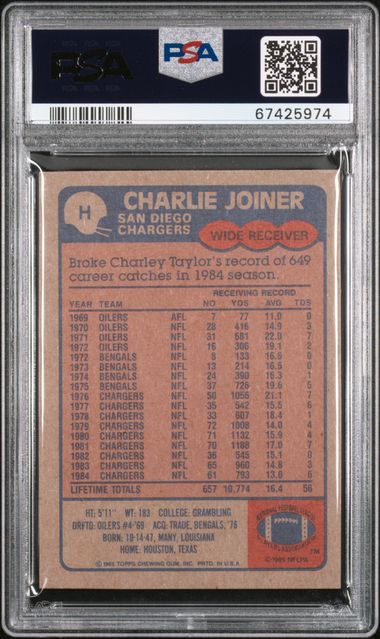 PSA
PSA
67425974
H
CHARLIE JOINER
SAN DIEGO
CHARGERS
WIDE RECEIVER
Broke Charley Taylor's record of 649
career catches in 1984 season.
RECEIVING RECORD
YEAR TEAM NO YDS AVG TDS
1969 OILERS AFL 7 77 11.0 0
1970 OILERS NFL 28 416 14.9 3
1971 OILERS NFL 31 681 22.0 7
1972 OILERS NFL 16 306 19.1 2
1972 BENGALS NFL 8 133 16.6 0
1973 BENGALS NFL 13 214 16.5 0
1974 BENGALS NFL 24 390 16.3 1
1975 BENGALS NFL 37 726 19.6 5
1976 CHARGERS NFL 50 1056 21.1 7
1977 CHARGERS NFL 35 542 15.5 6
1978 CHARGERS NFL 33 607 18.4 1
1979 CHARGERS NFL 72 1008 14.0 4
1980 CHARGERS NFL 71 1132 15.9 4
1981 CHARGERS NFL 70 1188 17.0 7
1982 CHARGERS NFL 36 545 15.1 0
1983 CHARGERS NFL 65 960 14.8 3
1984 CHARGERS NFL 61 793 13.0 6
LIFETIME TOTALS 657 10,774 16.4 56
HT: 5'11" WT: 183 COLLEGE: GRAMBLING
DRFTD: OILERS #4-'69 ACQ: TRADE, BENGALS, '76
BORN: 10-14-47, MANY, LOUISIANA
HOME: HOUSTON, TEXAS
© 1985 TOPPS CHEWING GUM, INC. PRTD. IN U.S.A.
NATIONAL FOOTBALL LEAGUE
PLAYERS ASSOCIATION
TM
© 1985 NFLPA